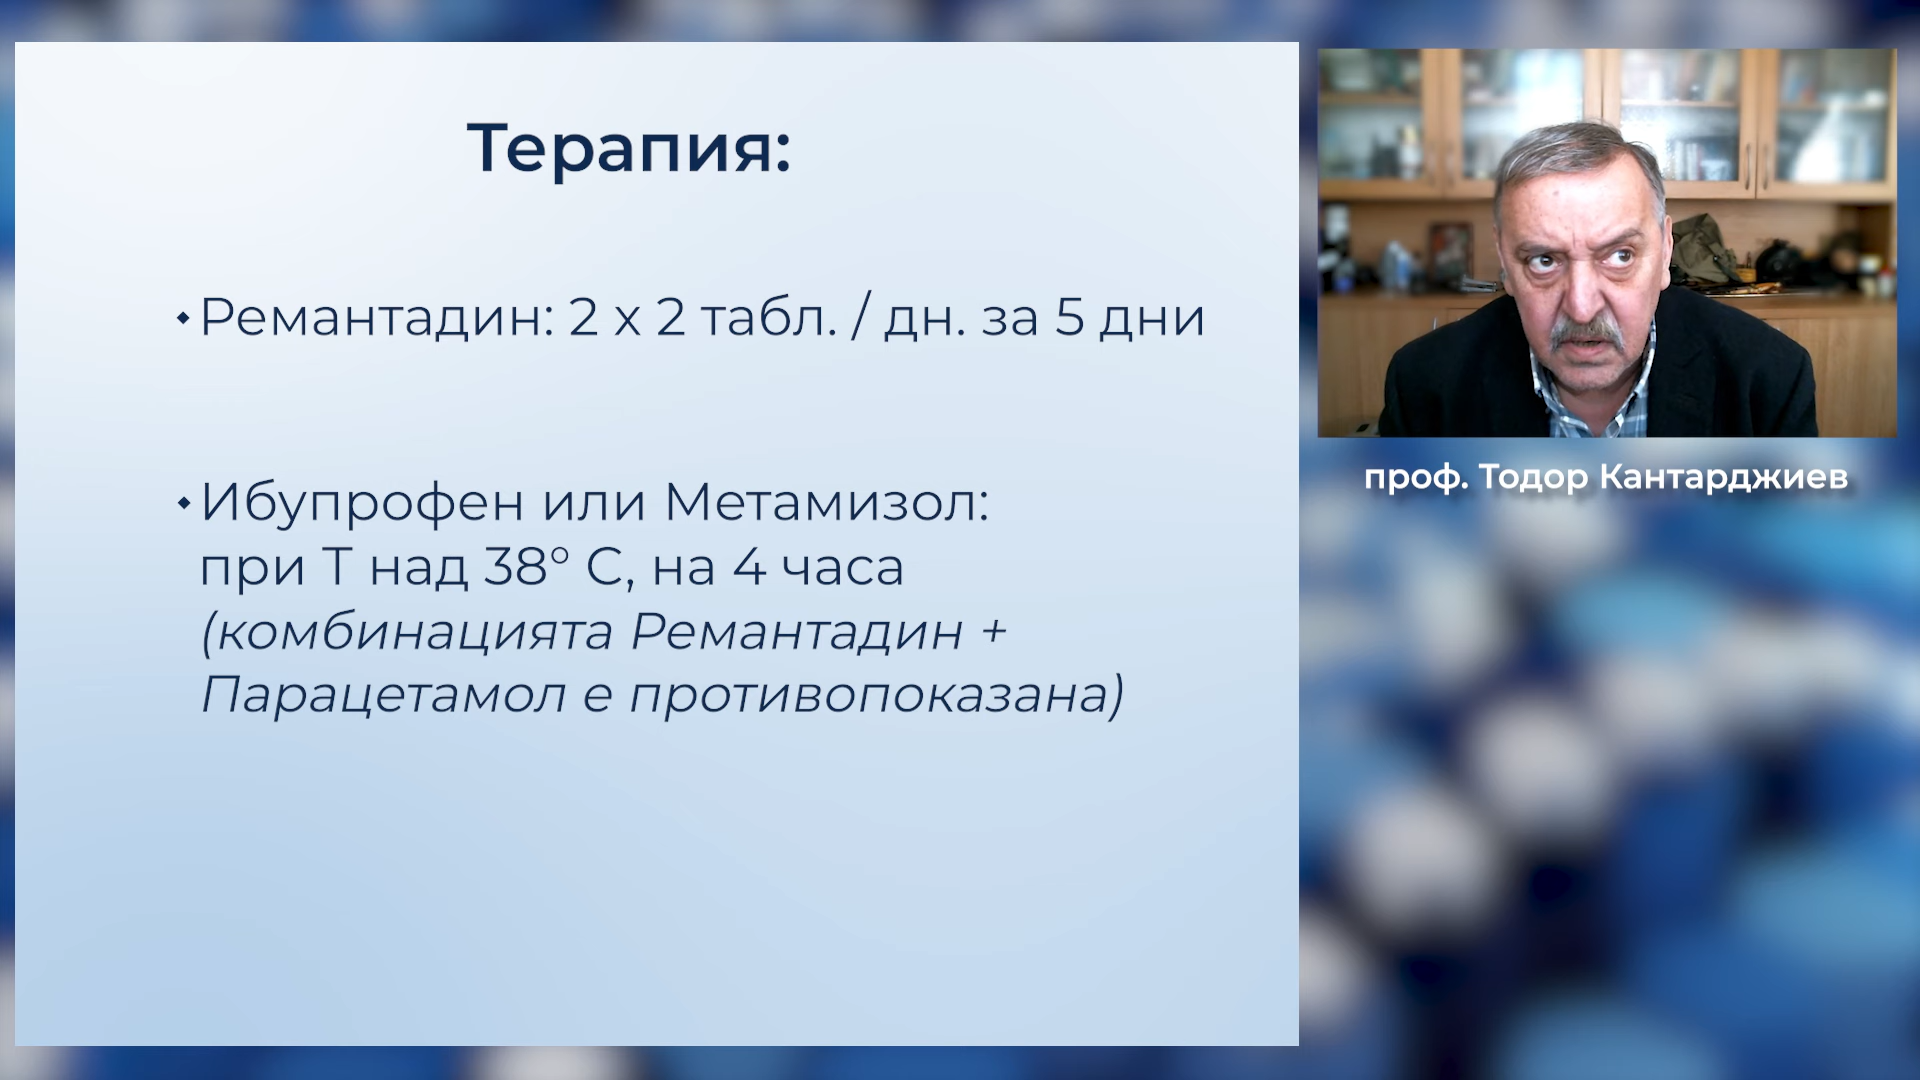 Терапия:
• Ремантадин: 2 x 2 табл. / дн. за 5 дни
• Ибупрофен или Метамизол:
при Т над 38° С, на 4 часа
(комбинацията Ремантадин +
Парацетамол е противопоказана)
проф. Тодор Кантарджиев